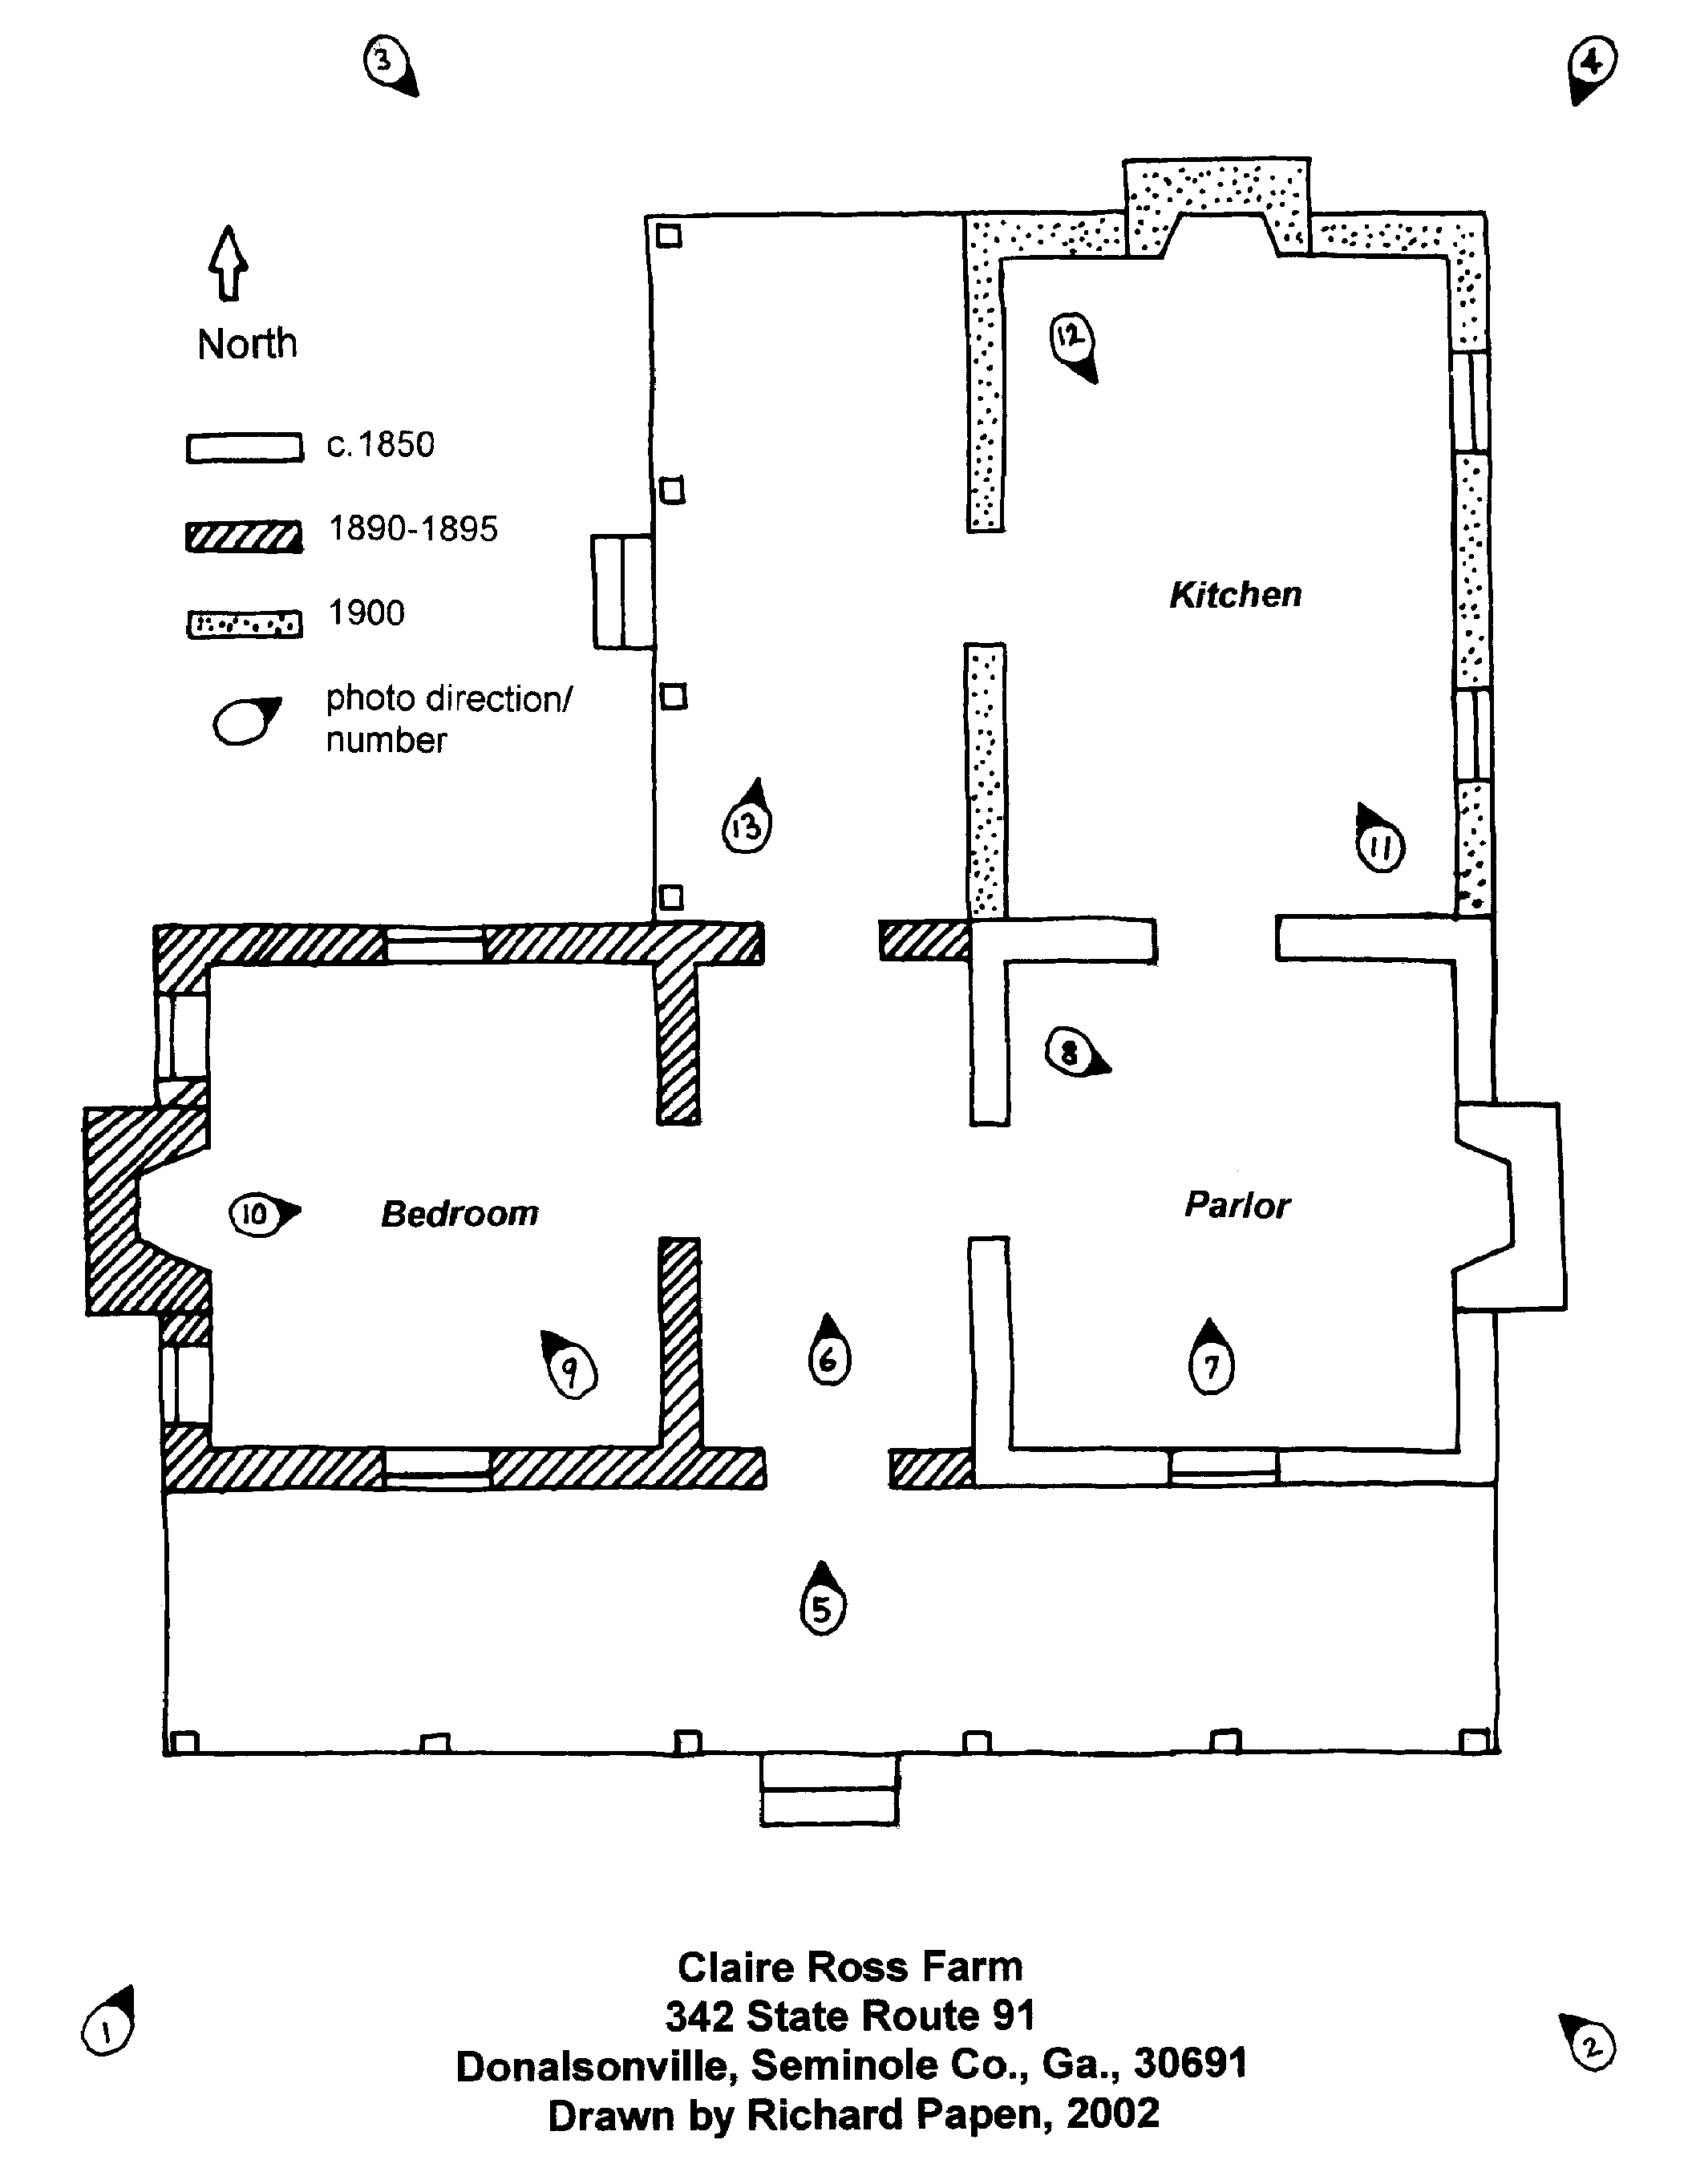 3
4
North
c.1850
1890-1895
1900
photo direction/
number
12
Kitchen
13
11
8
10
Bedroom
Parlor
9
6
7
5
Claire Ross Farm
342 State Route 91
Donalsonville, Seminole Co., Ga., 30691
Drawn by Richard Papen, 2002
1
2